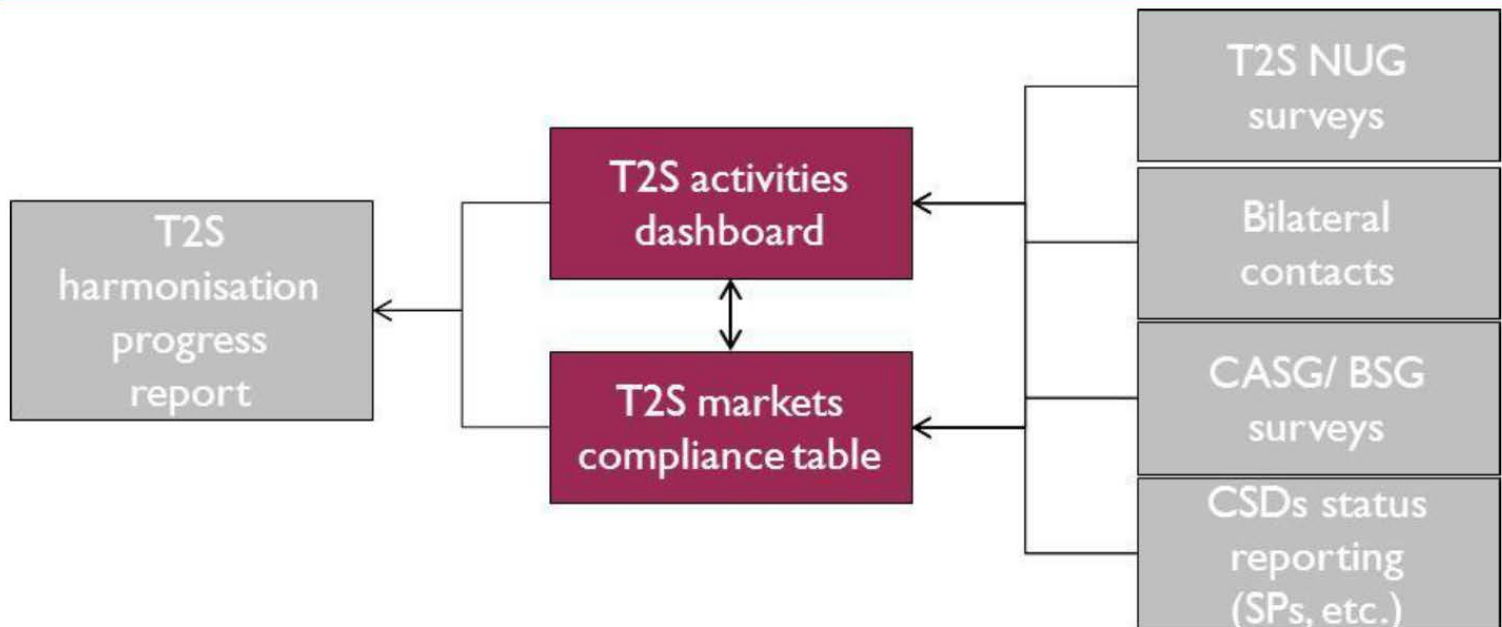 T2S
harmonisation
progress
report
T2S activities
dashboard
T2S markets
compliance table
T2S NUG
surveys
Bilateral
contacts
CASG/ BSG
surveys
CSDs status
reporting
(SPs, etc.)